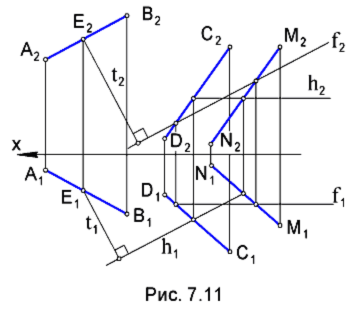 B₂
C₂
M₂
f₂
E₂
A₂
t₂
h₂
D₂
N₂
x
A₁
N₁
D₁
E₁
f₁
B₁
t₁
h₁
M₁
C₁
Рис. 7.11